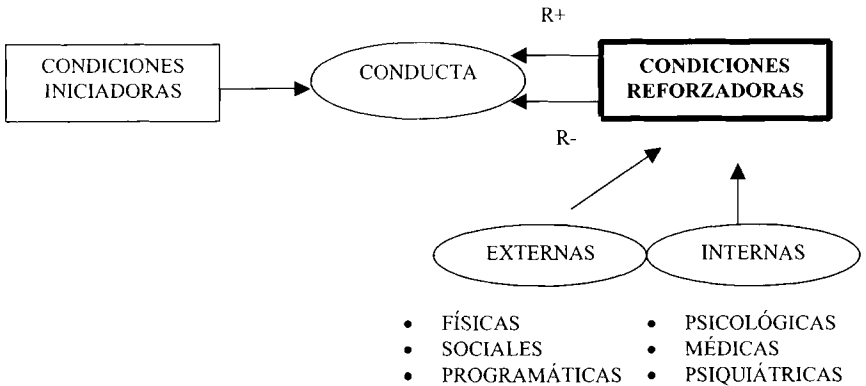 R+
CONDICIONES
INICIADORAS
CONDUCTA
CONDICIONES
REFORZADORAS
R-
EXTERNAS
INTERNAS
• FÍSICAS
• SOCIALES
• PROGRAMÁTICAS
• PSICOLÓGICAS
• MÉDICAS
• PSIQUIÁTRICAS